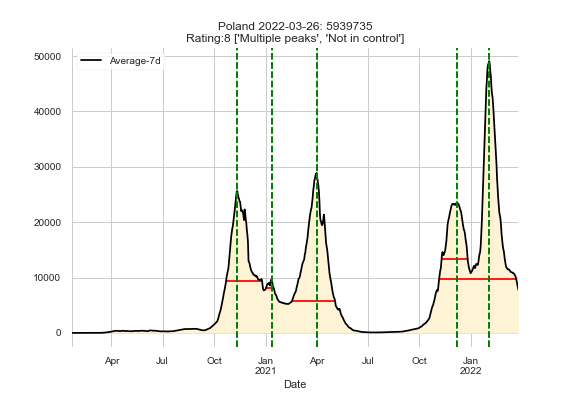 Poland 2022-03-26: 5939735
Rating:8 ['Multiple peaks', 'Not in control']
Average-7d
50000
40000
30000
20000
10000
0
Apr Jul Oct Jan Apr Jul Oct Jan
2021 2022
Date